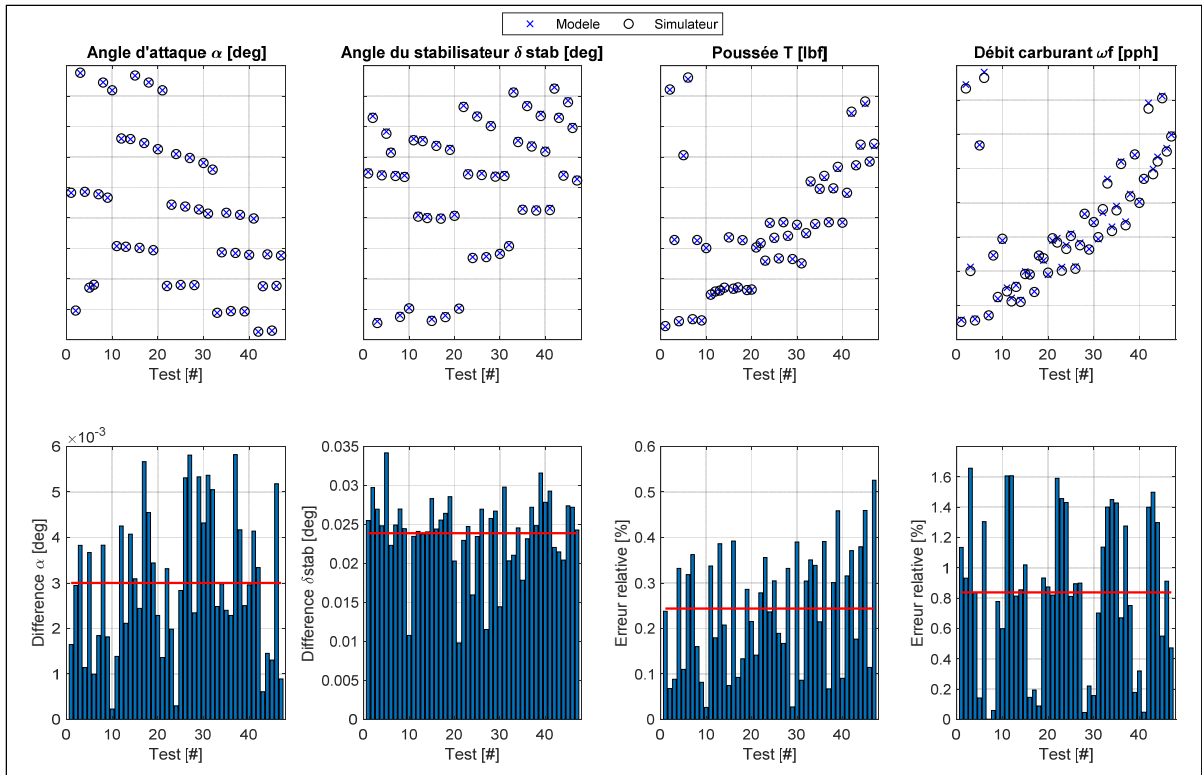 × Modele ○ Simulateur
Angle d'attaque α [deg]
Angle du stabilisateur δ stab [deg]
Poussée T [lbf]
Débit carburant ωf [pph]
0 10 20 30 40
0 10 20 30 40
0 10 20 30 40
0 10 20 30 40
Test [#]
Test [#]
Test [#]
Test [#]
×10⁻³
6
5
4
3
2
1
0
Difference α [deg]
0 10 20 30 40
Test [#]
0.035
0.03
0.025
0.02
0.015
0.01
0.005
0
Difference δstab [deg]
0 10 20 30 40
Test [#]
0.6
0.5
0.4
0.3
0.2
0.1
0
Erreur relative [%]
0 10 20 30 40
Test [#]
1.6
1.4
1.2
1
0.8
0.6
0.4
0.2
0
Erreur relative [%]
0 10 20 30 40
Test [#]